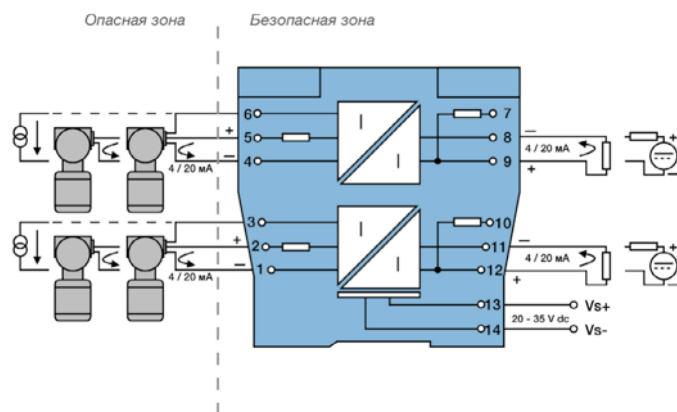 Опасная зона
Безопасная зона
6
7
+
5
8
–
–
4
9
4 / 20 мА
4 / 20 мА
+
+
3
10
+
2
11
–
–
1
12
4 / 20 мА
4 / 20 мА
+
+
13
Vs+
20 - 35 V dc
14
Vs-
I
I
I
I